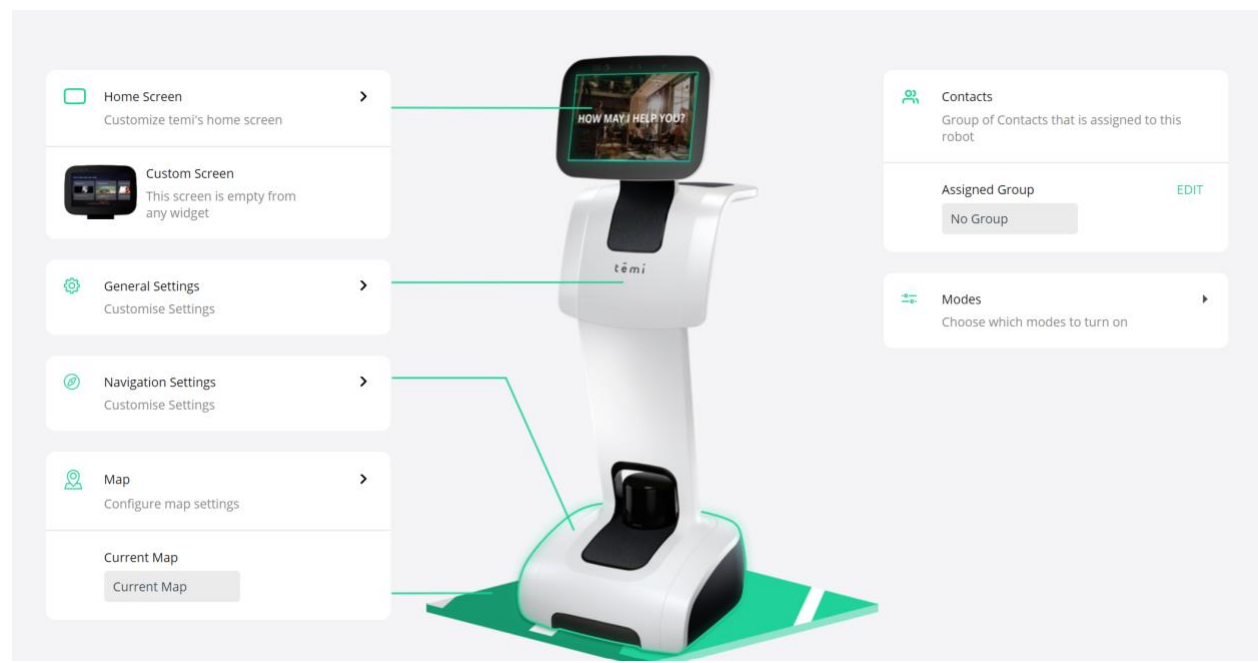 Home Screen
Customize temi's home screen
Custom Screen
This screen is empty from
any widget
General Settings
Customise Settings
Navigation Settings
Customise Settings
Map
Configure map settings
Current Map
Current Map
HOW MAY I HELP YOU?
tēmi
Contacts
Group of Contacts that is assigned to this
robot
Assigned Group
EDIT
No Group
Modes
Choose which modes to turn on